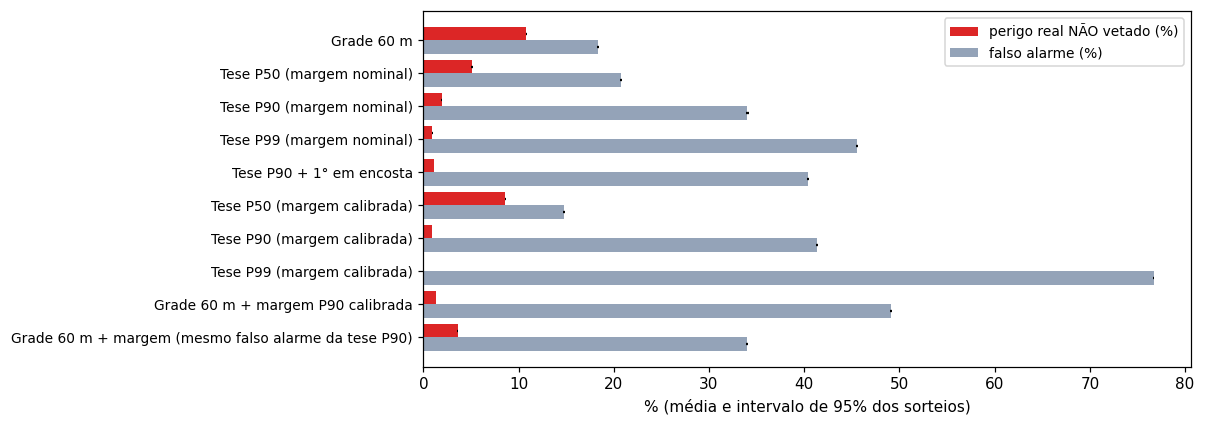 perigo real NÃO vetado (%)
falso alarme (%)
Grade 60 m
Tese P50 (margem nominal)
Tese P90 (margem nominal)
Tese P99 (margem nominal)
Tese P90 + 1° em encosta
Tese P50 (margem calibrada)
Tese P90 (margem calibrada)
Tese P99 (margem calibrada)
Grade 60 m + margem P90 calibrada
Grade 60 m + margem (mesmo falso alarme da tese P90)
0 10 20 30 40 50 60 70 80
% (média e intervalo de 95% dos sorteios)